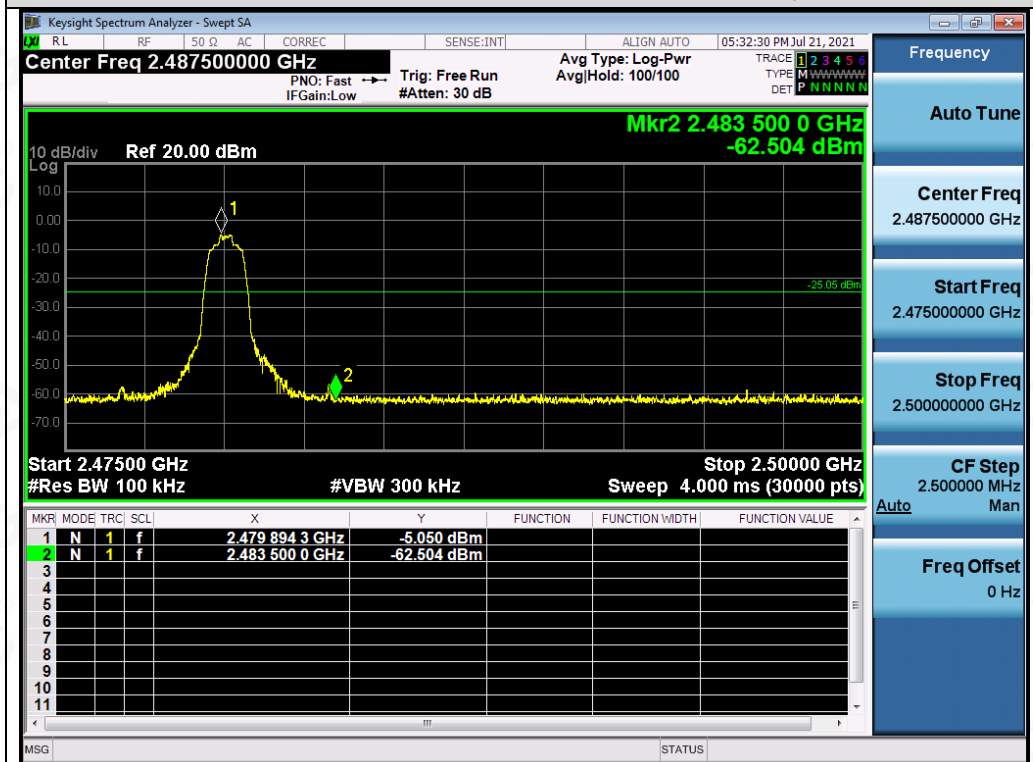 Keysight Spectrum Analyzer - Swept SA
LXI RL RF 50 Ω AC CORREC SENSE:INT ALIGN AUTO 05:32:30 PM Jul 21, 2021
Center Freq 2.487500000 GHz
PNO: Fast
IFGain:Low
Trig: Free Run
#Atten: 30 dB
Avg Type: Log-Pwr
Avg|Hold: 100/100
TRACE 1 2 3 4 5 6
TYPE M WWWWW
DET P N N N N N
Mkr2 2.483 500 0 GHz
-62.504 dBm
10 dB/div Ref 20.00 dBm
Log
10.0
0.00
-10.0
-20.0
-30.0
-40.0
-50.0
-60.0
-70.0
1
2
-25.05 dBm
Start 2.47500 GHz Stop 2.50000 GHz
#Res BW 100 kHz #VBW 300 kHz Sweep 4.000 ms (30000 pts)
MKR MODE TRC SCL X Y FUNCTION FUNCTION WIDTH FUNCTION VALUE
1 N 1 f 2.479 894 3 GHz -5.050 dBm
2 N 1 f 2.483 500 0 GHz -62.504 dBm
3
4
5
6
7
8
9
10
11
MSG STATUS
Frequency
Auto Tune
Center Freq
2.487500000 GHz
Start Freq
2.475000000 GHz
Stop Freq
2.500000000 GHz
CF Step
2.500000 MHz
Auto Man
Freq Offset
0 Hz